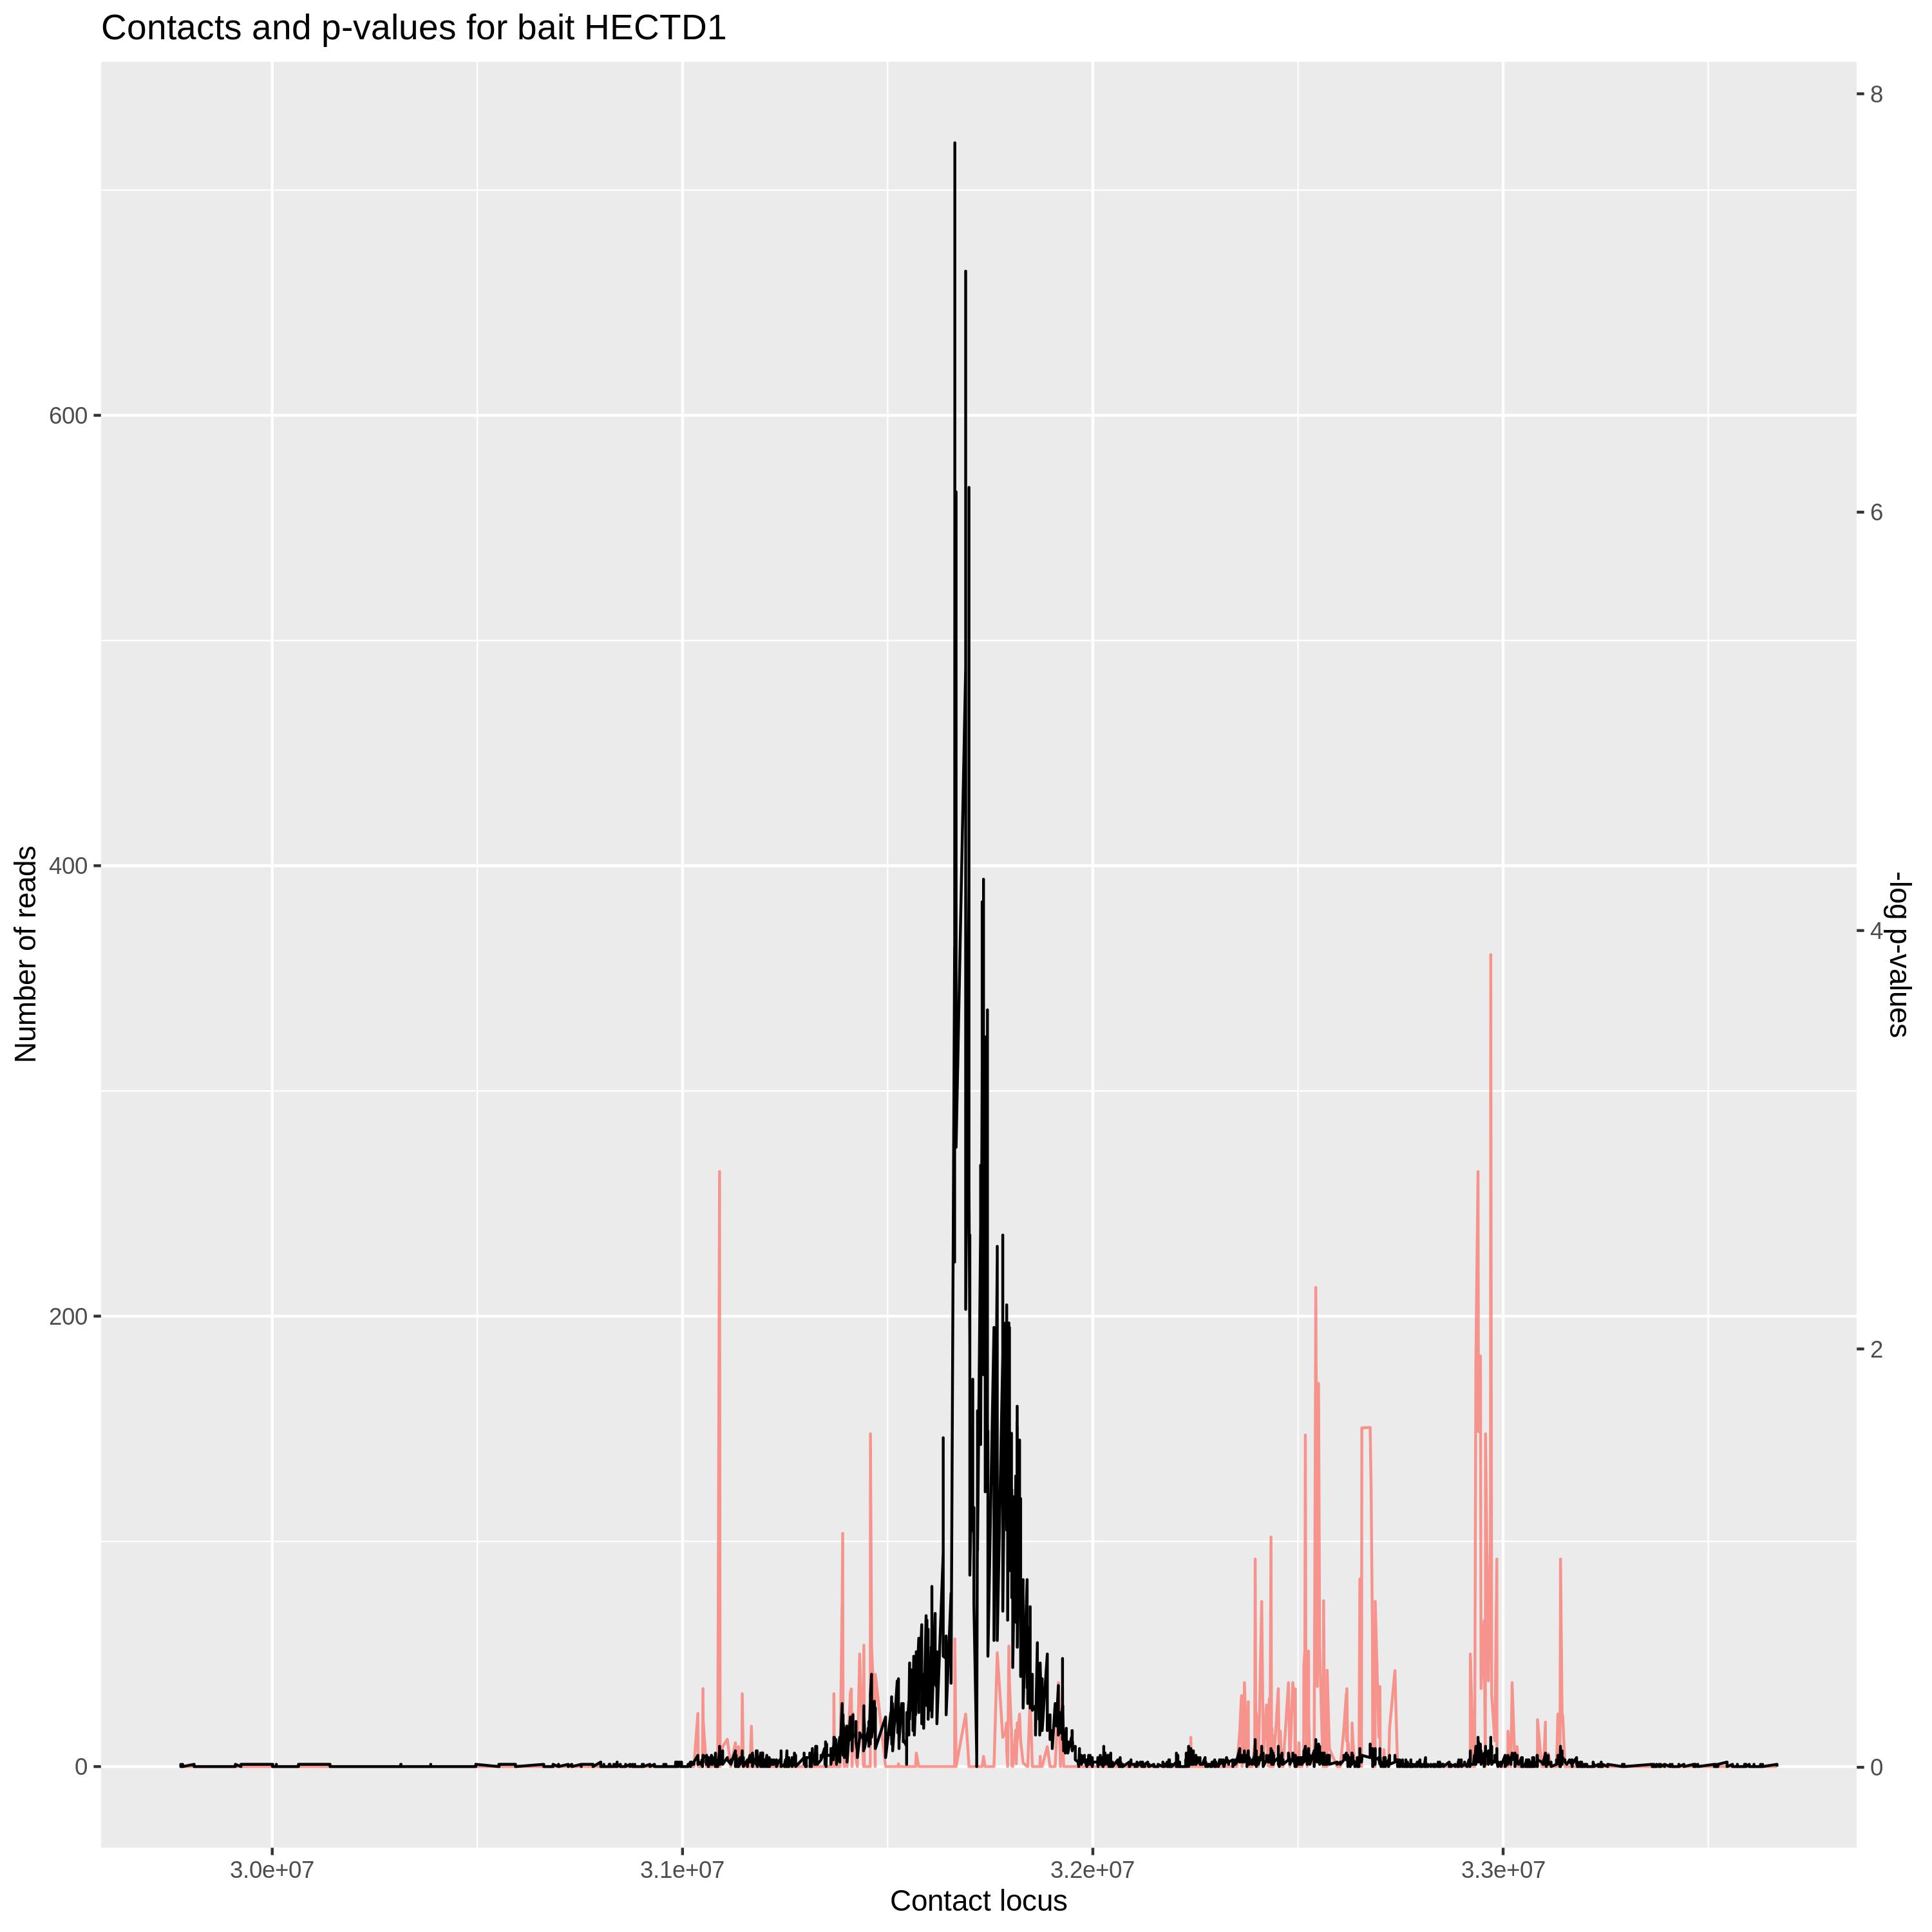 Contacts and p-values for bait HECTD1
Number of reads
600
400
200
0
8
6
4
2
0
-log p-values
3.0e+07
3.1e+07
3.2e+07
3.3e+07
Contact locus